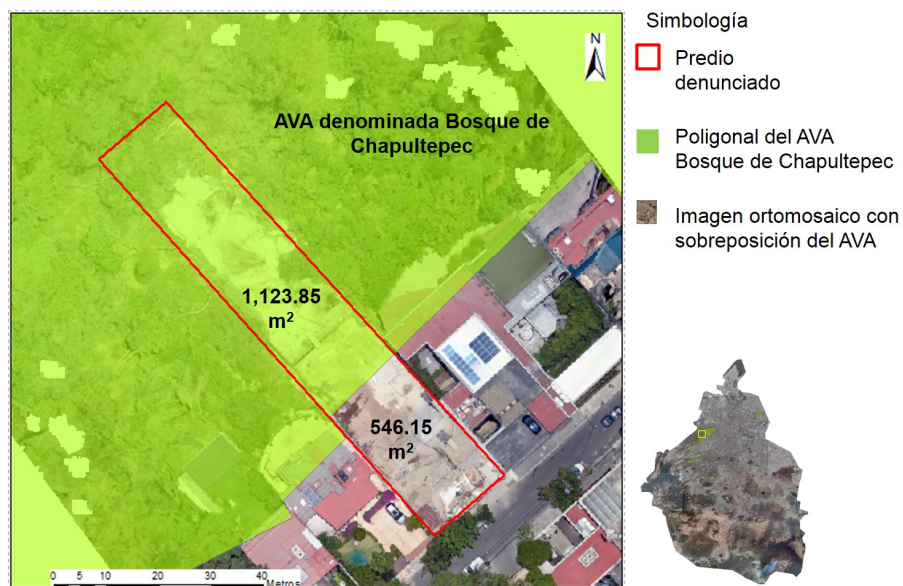 N
AVA denominada Bosque de
Chapultepec
1,123.85
m²
546.15
m²
0 5 10 20 30 40
Metros
Simbología
Predio
denunciado
Poligonal del AVA
Bosque de Chapultepec
Imagen ortomosaico con
sobreposición del AVA